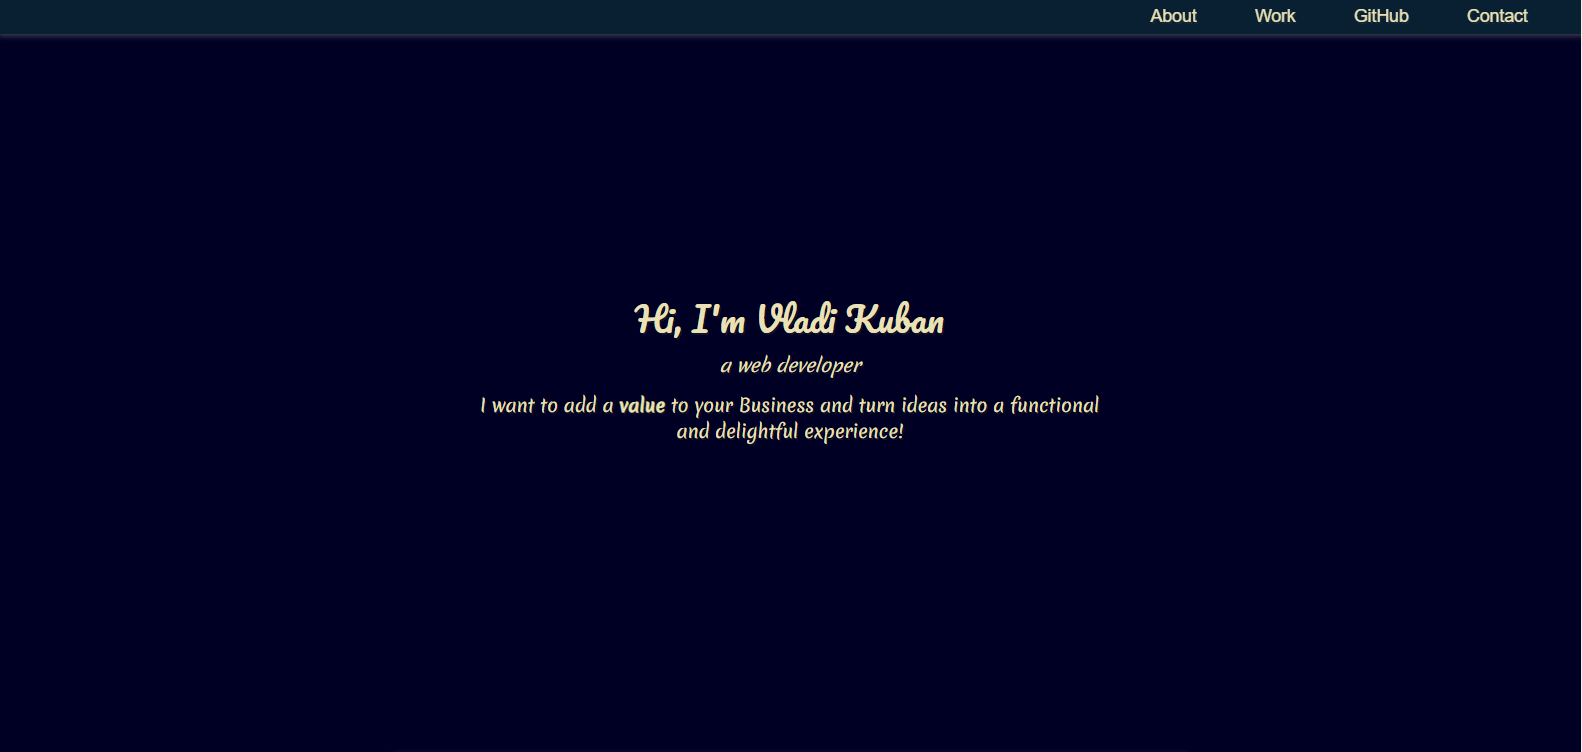 About Work GitHub Contact
Hi, I'm Vladi Kuban
a web developer
I want to add a value to your Business and turn ideas into a functional
and delightful experience!